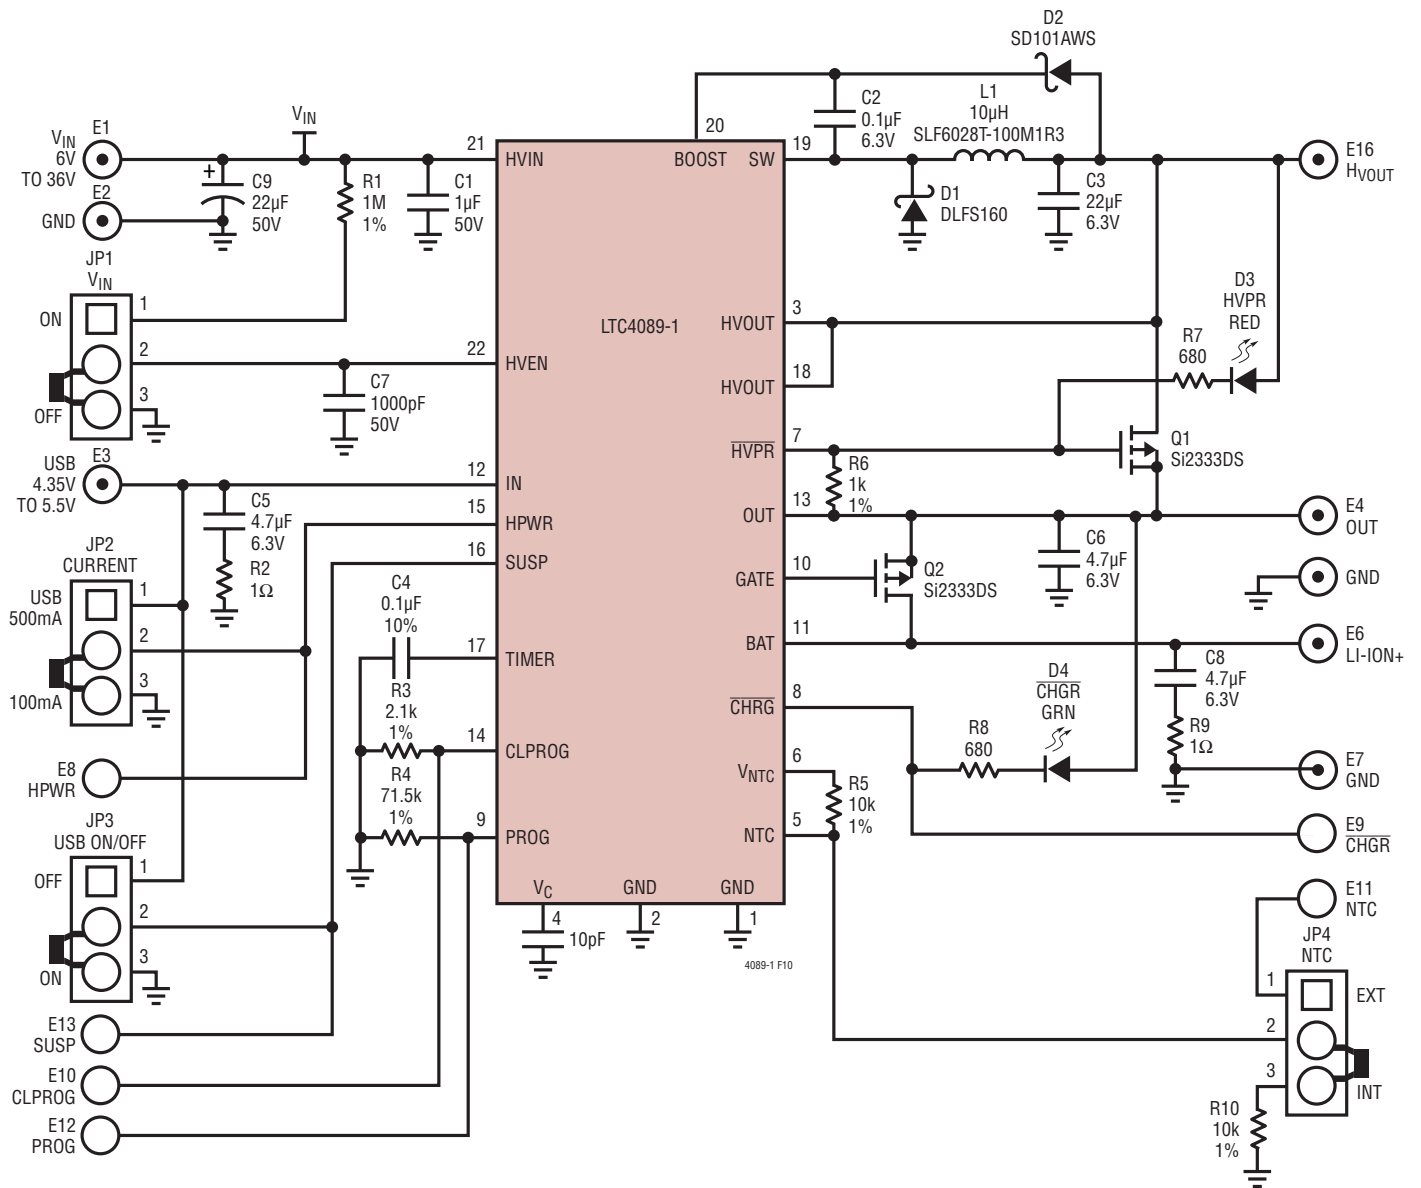 D2
SD101AWS
C2
0.1µF
6.3V
L1
10µH
SLF6028T-100M1R3
VIN
E1
VIN
6V
TO 36V
E2
GND
C9
22µF
50V
+
R1
1M
1%
C1
1µF
50V
21
HVIN
20
BOOST
SW
19
D1
DLFS160
C3
22µF
6.3V
E16
HVOUT
JP1
VIN
ON
1
2
3
OFF
22
HVEN
C7
1000pF
50V
LTC4089-1
3
HVOUT
18
HVOUT
D3
HVPR
RED
R7
680
7
HVPR
Q1
Si2333DS
R6
1k
1%
E3
USB
4.35V
TO 5.5V
12
IN
C5
4.7µF
6.3V
R2
1Ω
15
HPWR
16
SUSP
13
OUT
E4
OUT
C6
4.7µF
6.3V
10
GATE
Q2
Si2333DS
GND
JP2
CURRENT
USB
500mA
1
2
3
100mA
C4
0.1µF
10%
17
TIMER
11
BAT
E6
LI-ION+
C8
4.7µF
6.3V
R9
1Ω
R3
2.1k
1%
14
CLPROG
8
CHRG
D4
CHGR
GRN
R8
680
E7
GND
E8
HPWR
R4
71.5k
1%
9
PROG
6
VNTC
R5
10k
1%
5
NTC
E9
CHGR
JP3
USB ON/OFF
OFF
1
2
3
ON
VC
4
10pF
GND
2
GND
1
4089-1 F10
E11
NTC
JP4
NTC
1
EXT
2
3
INT
R10
10k
1%
E13
SUSP
E10
CLPROG
E12
PROG